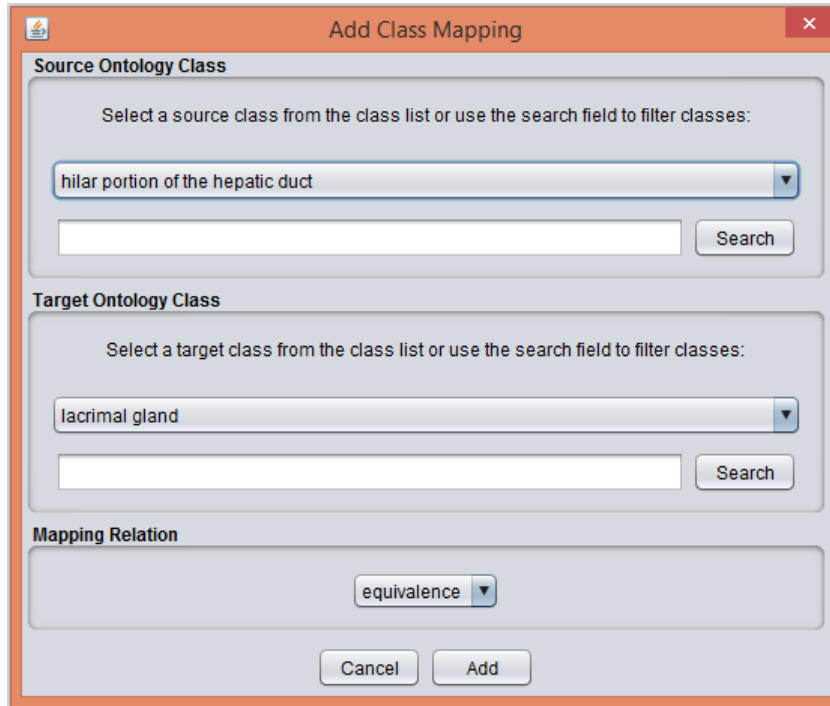 Add Class Mapping
Source Ontology Class
Select a source class from the class list or use the search field to filter classes:
hilar portion of the hepatic duct
Search
Target Ontology Class
Select a target class from the class list or use the search field to filter classes:
lacrimal gland
Search
Mapping Relation
equivalence
Cancel Add